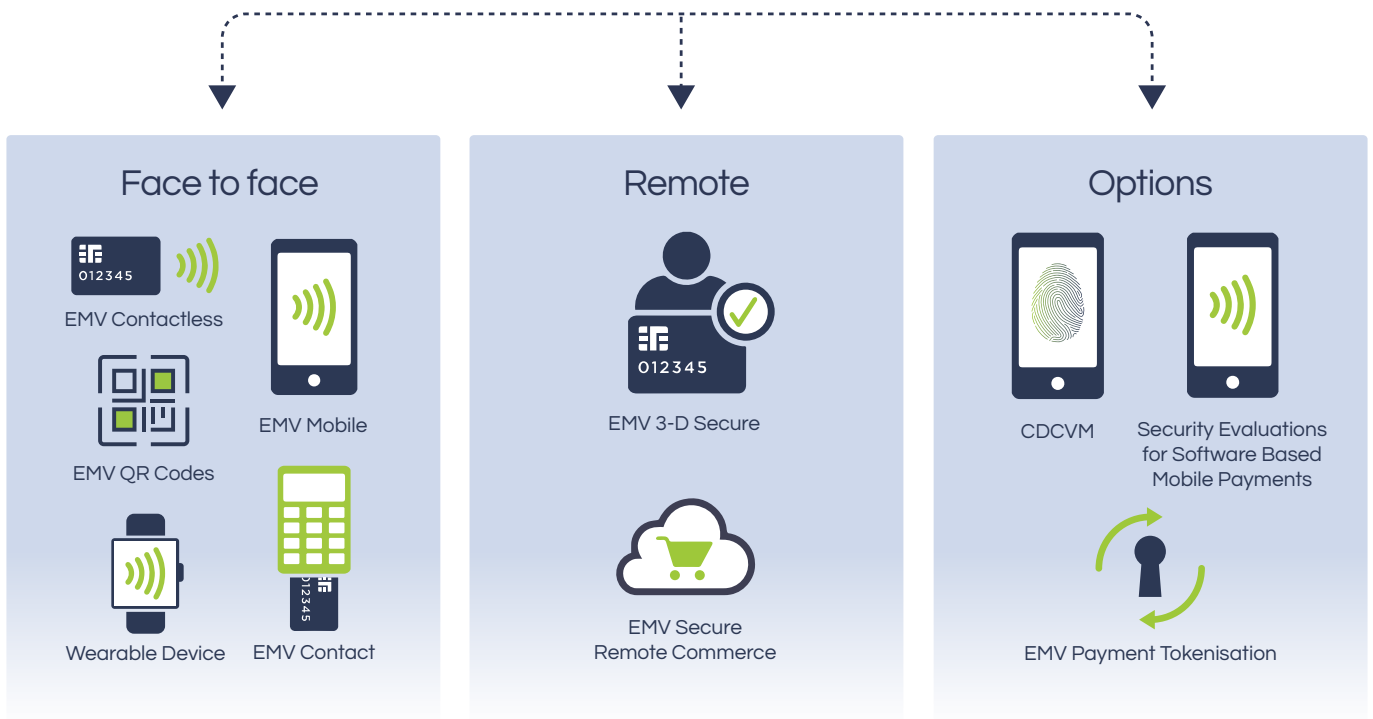 Face to face
012345
EMV Contactless
EMV Mobile
EMV QR Codes
012345
Wearable Device
EMV Contact
Remote
012345
EMV 3-D Secure
EMV Secure
Remote Commerce
Options
CDCVM
Security Evaluations
for Software Based
Mobile Payments
EMV Payment Tokenisation